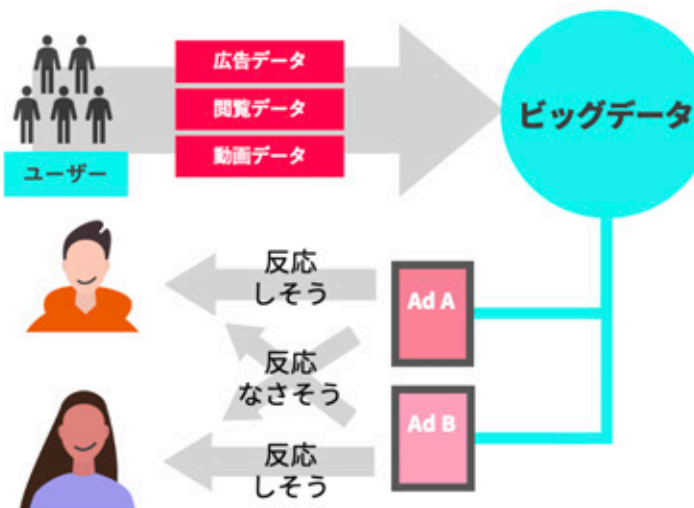 広告データ
閲覧データ
動画データ
ユーザー
ビッグデータ
反応
しそう
Ad A
反応
なさそう
Ad B
反応
しそう